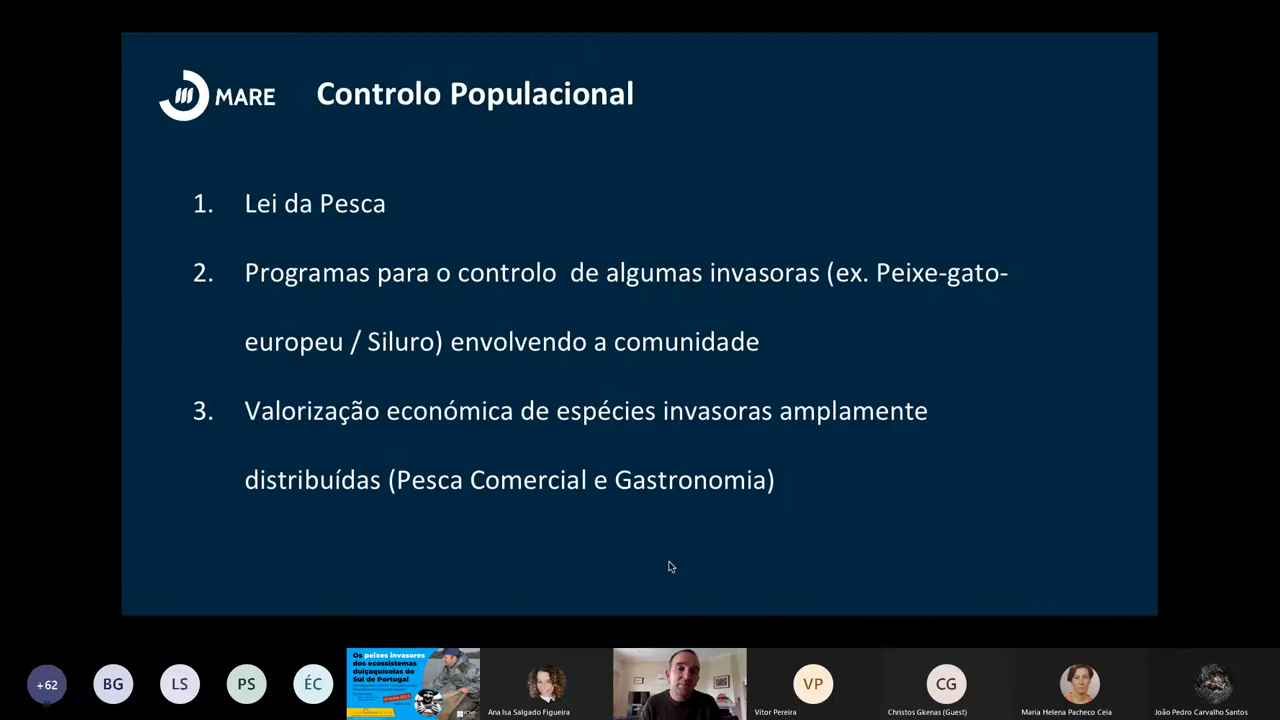 MARE
Controlo Populacional
1. Lei da Pesca
2. Programas para o controlo de algumas invasoras (ex. Peixe-gato-
europeu / Siluro) envolvendo a comunidade
3. Valorização económica de espécies invasoras amplamente
distribuídas (Pesca Comercial e Gastronomia)
+62
BG
LS
PS
ÉC
Os peixes invasores
dos ecossistemas
dulçaquícolas do
Sul de Portugal
Ana Isa Salgado Figueira
VP
Vítor Pereira
CG
Christos Gkenas (Guest)
Maria Helena Pacheco Ceia
João Pedro Carvalho Santos